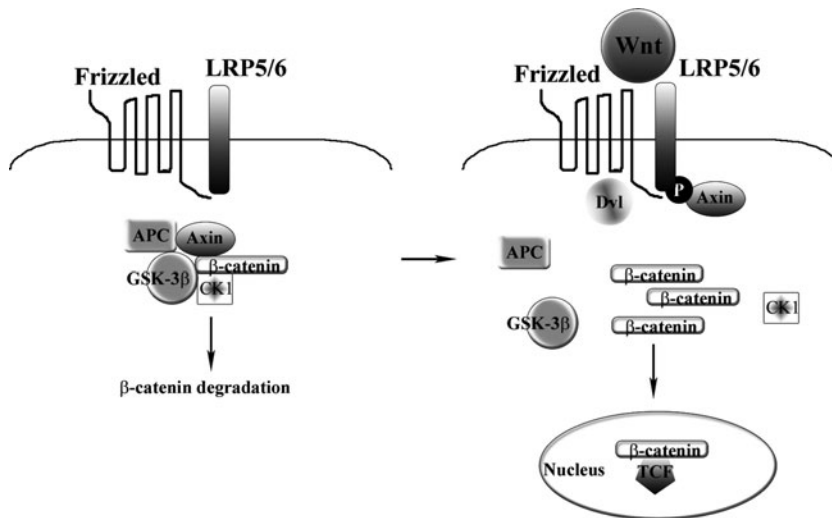 Frizzled
LRP5/6
APC
Axin
β-catenin
GSK-3β
CK1
β-catenin degradation
Wnt
Frizzled
LRP5/6
P
Axin
Dvl
APC
β-catenin
β-catenin
β-catenin
GSK-3β
CK1
β-catenin
TCF
Nucleus